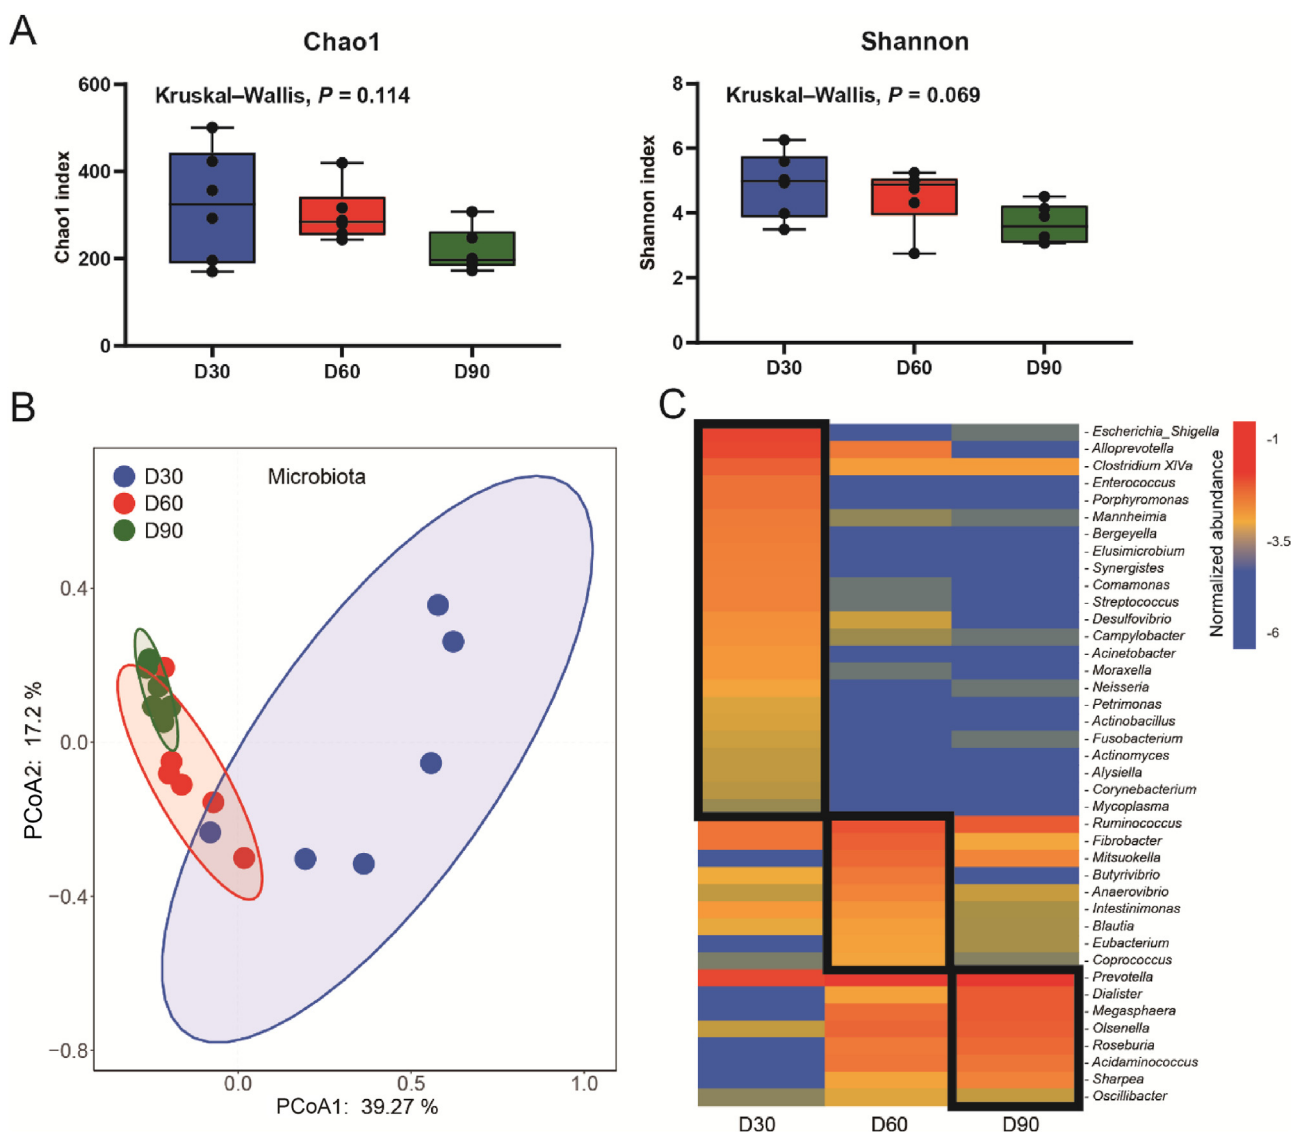 A
Chao1
Kruskal–Wallis, P = 0.114
Chao1 index
600
400
200
0
D30
D60
D90
Shannon
Kruskal–Wallis, P = 0.069
Shannon index
8
6
4
2
0
D30
D60
D90
B
D30
D60
D90
Microbiota
PCoA2: 17.2 %
0.4
0.0
−0.4
−0.8
0.0
0.5
1.0
PCoA1: 39.27 %
C
- Escherichia_Shigella
- Alloprevotella
- Clostridium XlVa
- Enterococcus
- Porphyromonas
- Mannheimia
- Bergeyella
- Elusimicrobium
- Synergistes
- Comamonas
- Streptococcus
- Desulfovibrio
- Campylobacter
- Acinetobacter
- Moraxella
- Neisseria
- Petrimonas
- Actinobacillus
- Fusobacterium
- Actinomyces
- Alysiella
- Corynebacterium
- Mycoplasma
- Ruminococcus
- Fibrobacter
- Mitsuokella
- Butyrivibrio
- Anaerovibrio
- Intestinimonas
- Blautia
- Eubacterium
- Coprococcus
- Prevotella
- Dialister
- Megasphaera
- Olsenella
- Roseburia
- Acidaminococcus
- Sharpea
- Oscillibacter
D30
D60
D90
Normalized abundance
-1
-3.5
-6